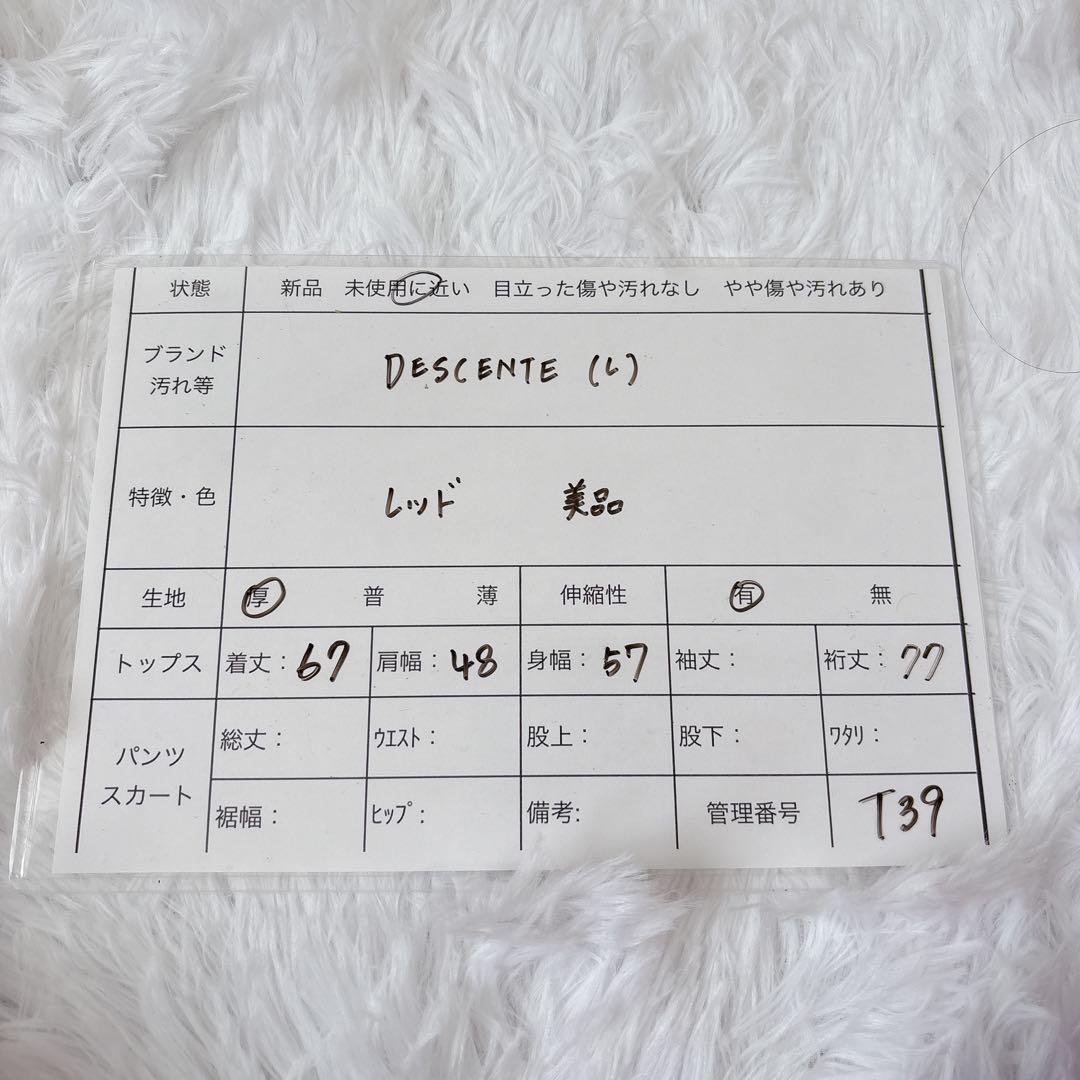 状態 新品 未使用に近い 目立った傷や汚れなし やや傷や汚れあり
ブランド
汚れ等
DESCENTE (L)
特徴・色 レッド 美品
生地 厚 普 薄 伸縮性 有 無
トップス 着丈：67 肩幅：48 身幅：57 袖丈： 裄丈：77
パンツ
スカート
総丈： ｳｴｽﾄ： 股上： 股下： ﾜﾀﾘ：
裾幅： ﾋｯﾌﾟ： 備考: 管理番号 T39